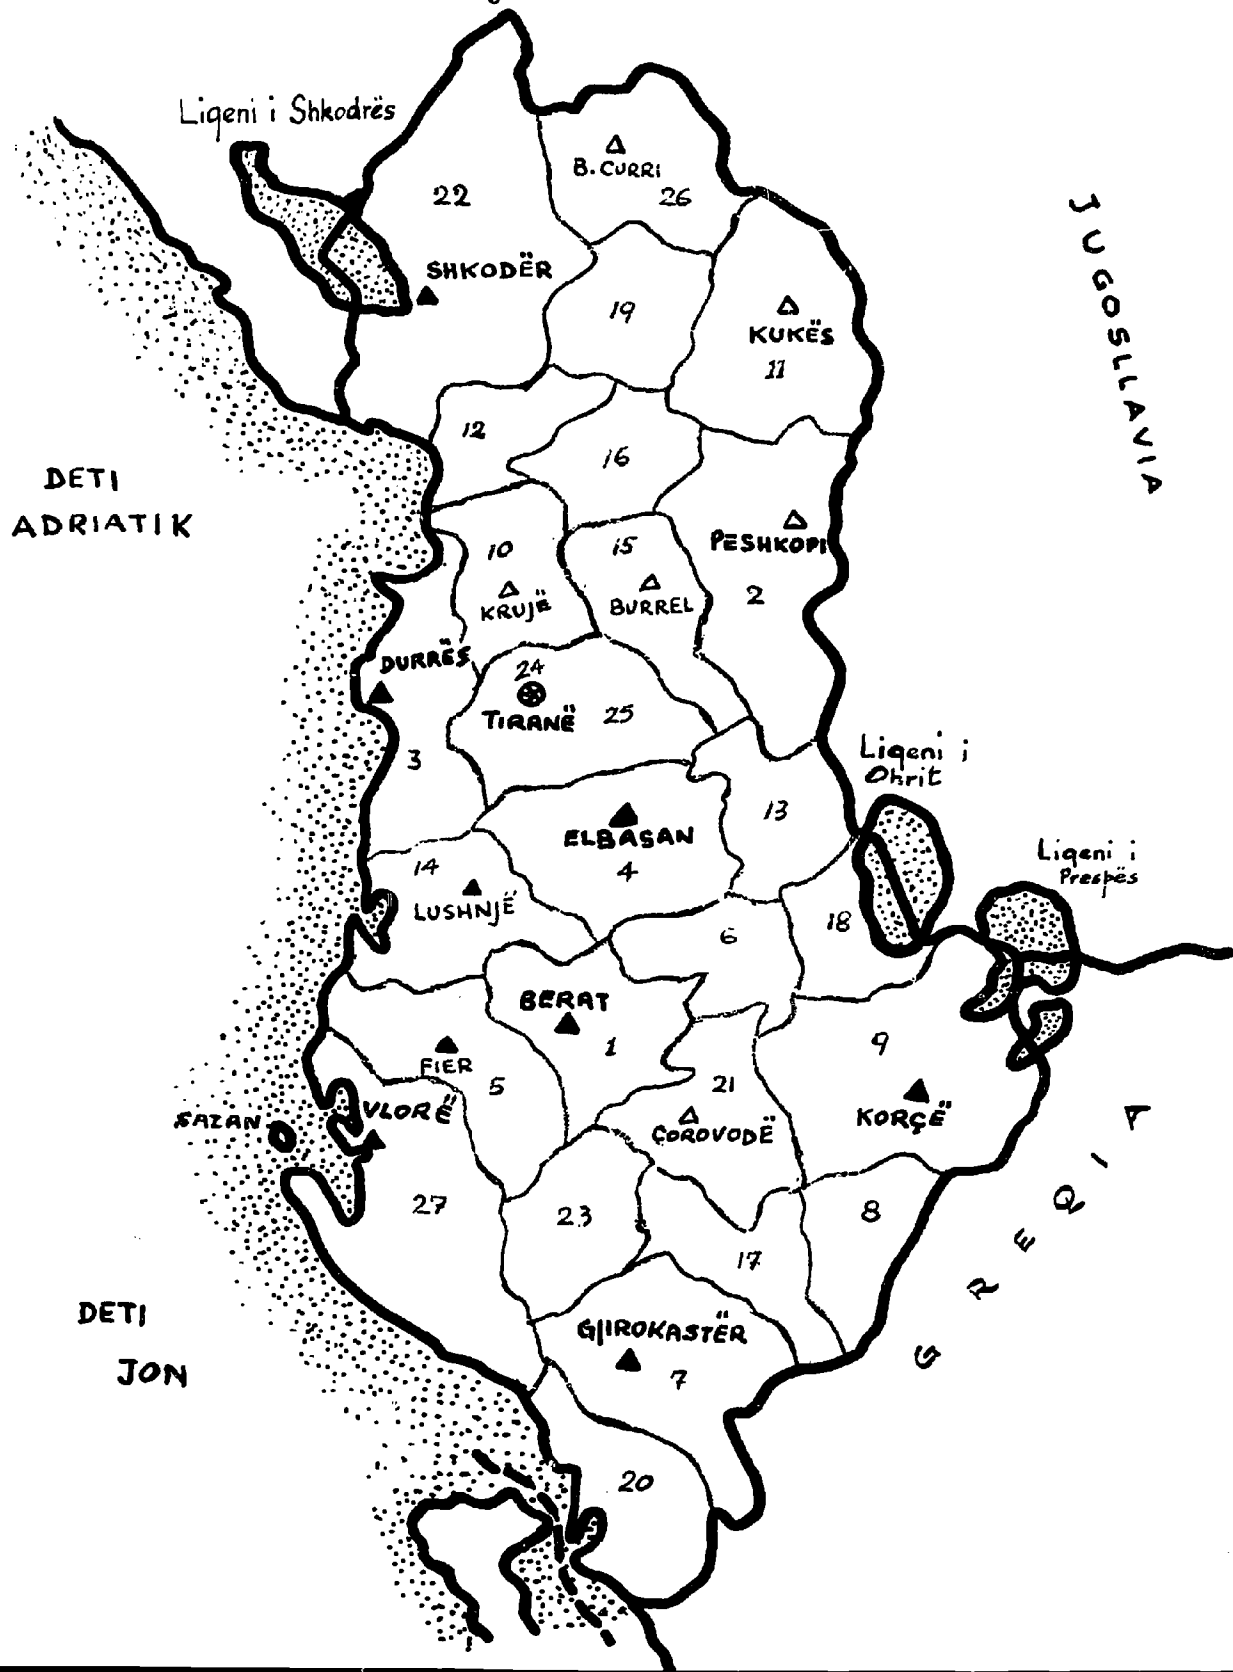 Liqeni i Shkodrës
B. CURRI
26
22
SHKODËR
19
KUKËS
11
JUGOSLLAVIA
12
16
DETI
ADRIATIK
PESHKOPI
2
10
KRUJË
15
BURREL
DURRËS
24
TIRANË
25
3
Liqeni i
Ohrit
13
ELBASAN
4
14
LUSHNJË
Liqeni i
Prespës
18
6
BERAT
1
FIER
5
9
KORÇË
21
ÇOROVODË
SAZAN
VLORË
27
23
8
17
GREQIA
DETI
JON
GJIROKASTËR
7
20